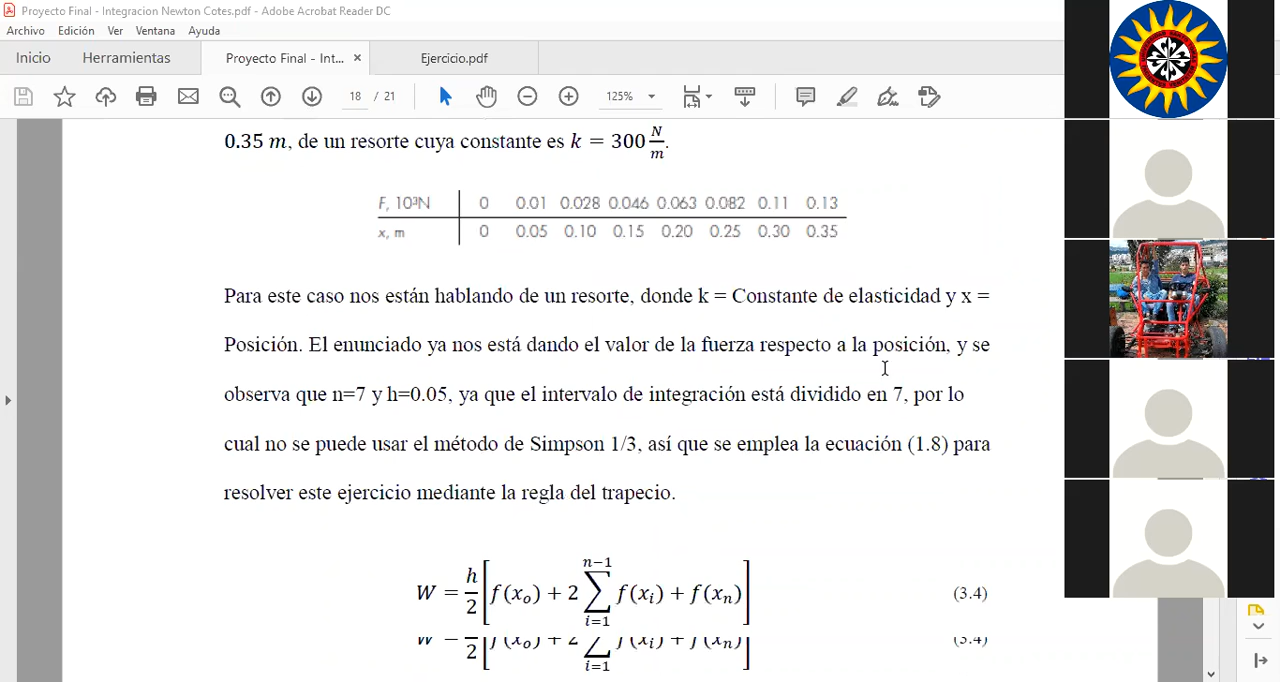 Proyecto Final - Integracion Newton Cotes.pdf - Adobe Acrobat Reader DC
Archivo Edición Ver Ventana Ayuda
Inicio Herramientas Proyecto Final - Int... × Ejercicio.pdf
18 / 21 125%
0.35 m, de un resorte cuya constante es k = 300 N/m.
F, 10³N 0 0.01 0.028 0.046 0.063 0.082 0.11 0.13
x, m 0 0.05 0.10 0.15 0.20 0.25 0.30 0.35
Para este caso nos están hablando de un resorte, donde k = Constante de elasticidad y x =
Posición. El enunciado ya nos está dando el valor de la fuerza respecto a la posición, y se
observa que n=7 y h=0.05, ya que el intervalo de integración está dividido en 7, por lo
cual no se puede usar el método de Simpson 1/3, así que se emplea la ecuación (1.8) para
resolver este ejercicio mediante la regla del trapecio.
W = h/2 [f(x₀) + 2 ∑ᵢ₌₁ⁿ⁻¹ f(xᵢ) + f(xₙ)] (3.4)